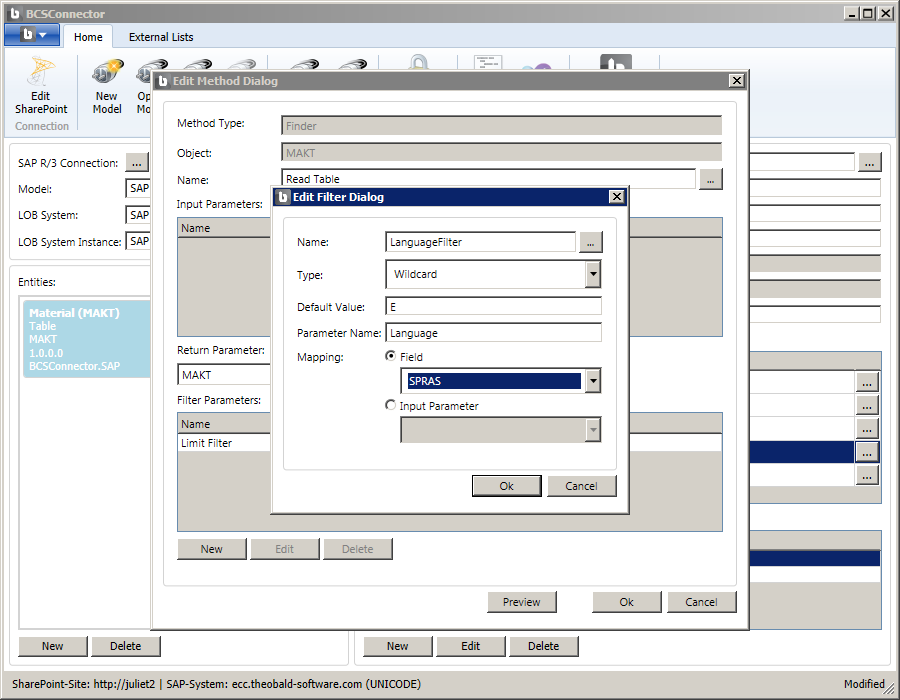 BCSConnector
Home
External Lists
Edit
SharePoint
New
Model
Op
Mo
Connection
Edit Method Dialog
Method Type:
Finder
Object:
MAKT
Name:
Read Table
...
Input Parameters:
Name
SAP R/3 Connection:
...
...
Model:
SAP
LOB System:
SAP
LOB System Instance:
SAP
Entities:
Material (MAKT)
Table
MAKT
1.0.0.0
BCSConnector.SAP
Edit Filter Dialog
Name:
LanguageFilter
...
Type:
Wildcard
Default Value:
E
Parameter Name:
Language
Mapping:
Field
SPRAS
Input Parameter
Ok
Cancel
Return Parameter:
MAKT
Filter Parameters:
Name
Limit Filter
...
...
...
...
...
New
Edit
Delete
Preview
Ok
Cancel
New
Delete
New
Edit
Delete
SharePoint-Site: http://juliet2 | SAP-System: ecc.theobald-software.com (UNICODE)
Modified